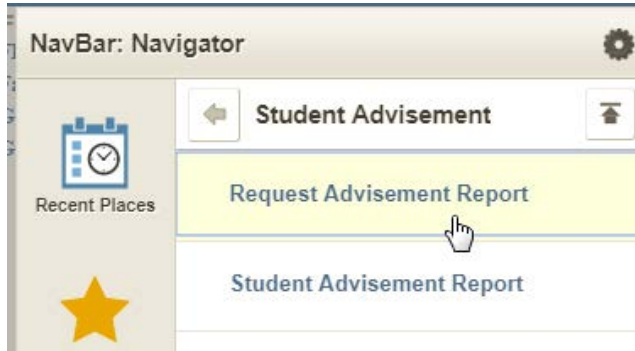 NavBar: Navigator
Student Advisement
Recent Places
Request Advisement Report
Student Advisement Report